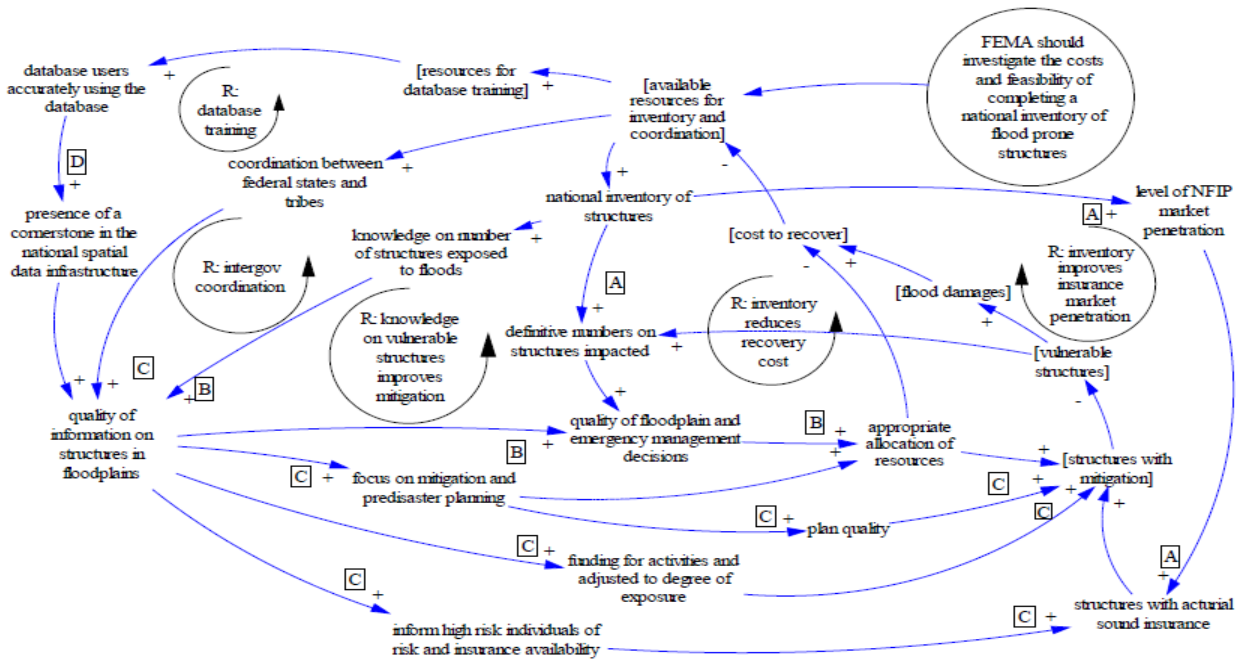 database users
accurately using the
database
+
R:
database
training
[resources for
database training]
+
[available
resources for
inventory and
coordination]
FEMA should
investigate the costs
and feasibility of
completing a
national inventory of
flood prone
structures
D
+
coordination between
federal states and
tribes
+
+
-
national inventory of
structures
level of NFIP
market
penetration
A +
presence of a
cornerstone in the
national spatial
data infrastructure
R: intergov
coordination
knowledge on number
of structures exposed
to floods
+
[cost to recover]
-
+
R: inventory
improves
insurance
market
penetration
A
+
[flood damages]
+
R: knowledge
on vulnerable
structures
improves
mitigation
definitive numbers on
structures impacted
+
R: inventory
reduces
recovery
cost
[vulnerable
structures]
-
+
+
C
B
+
quality of
information on
structures in
floodplains
+
quality of floodplain and
emergency management
decisions
B
+
B
+
+
appropriate
allocation of
resources
+
+
+
[structures with
mitigation]
+
C
+
focus on mitigation and
predisaster planning
C +
plan quality
C
C
C +
funding for activities and
adjusted to degree of
exposure
A
+
structures with acturial
sound insurance
C
+
inform high risk individuals of
risk and insurance availability
C +